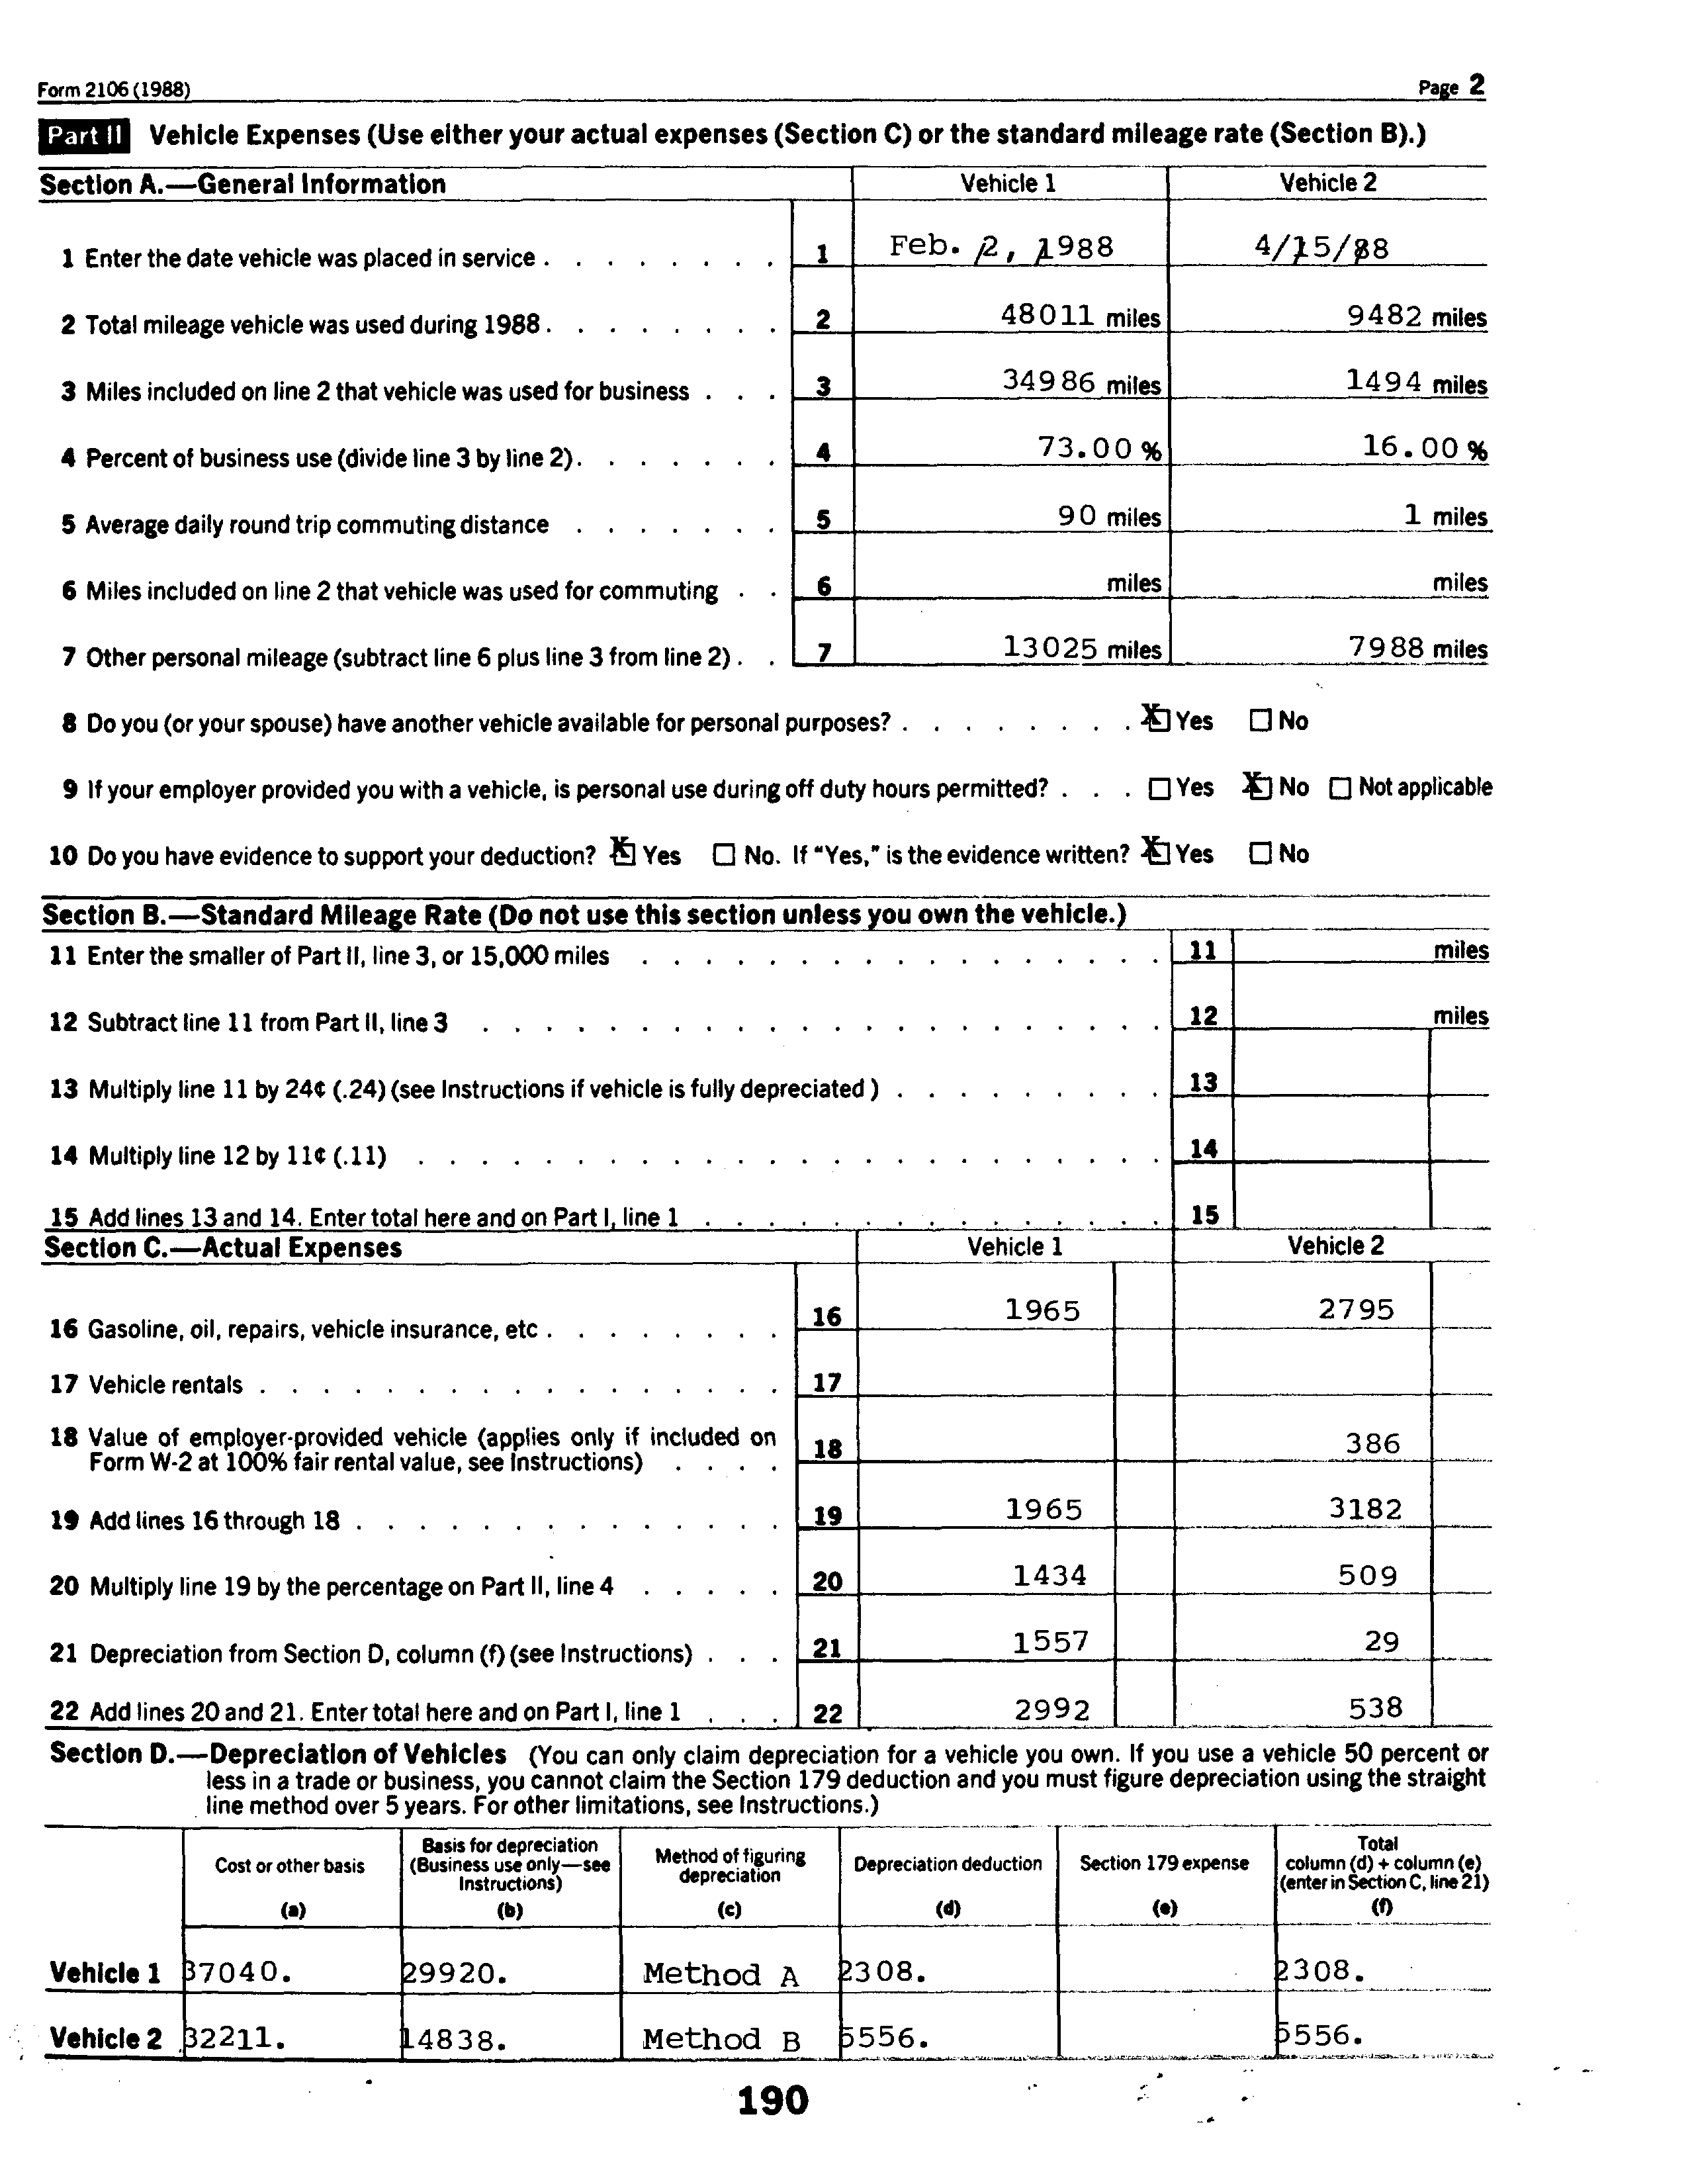 Form 2106 (1988) Page 2
Part II Vehicle Expenses (Use either your actual expenses (Section C) or the standard mileage rate (Section B).)
Section A.—General Information Vehicle 1 Vehicle 2
1 Enter the date vehicle was placed in service . . . . . . . . 1 Feb. 2, 1988 4/15/88
2 Total mileage vehicle was used during 1988 . . . . . . . . 2 48011 miles 9482 miles
3 Miles included on line 2 that vehicle was used for business . . . 3 34986 miles 1494 miles
4 Percent of business use (divide line 3 by line 2) . . . . . . . 4 73.00 % 16.00 %
5 Average daily round trip commuting distance . . . . . . . 5 90 miles 1 miles
6 Miles included on line 2 that vehicle was used for commuting . . 6 miles miles
7 Other personal mileage (subtract line 6 plus line 3 from line 2) . . 7 13025 miles 7988 miles
8 Do you (or your spouse) have another vehicle available for personal purposes? . . . . . . . . X Yes ☐ No
9 If your employer provided you with a vehicle, is personal use during off duty hours permitted? . . . ☐ Yes X No ☐ Not applicable
10 Do you have evidence to support your deduction? X Yes ☐ No. If "Yes," is the evidence written? X Yes ☐ No
Section B.—Standard Mileage Rate (Do not use this section unless you own the vehicle.)
11 Enter the smaller of Part II, line 3, or 15,000 miles . . . . . . . . . . . . . . . . . 11 miles
12 Subtract line 11 from Part II, line 3 . . . . . . . . . . . . . . . . . . . . . . 12 miles
13 Multiply line 11 by 24¢ (.24) (see Instructions if vehicle is fully depreciated ) . . . . . . . . . 13
14 Multiply line 12 by 11¢ (.11) . . . . . . . . . . . . . . . . . . . . . . . . 14
15 Add lines 13 and 14. Enter total here and on Part I, line 1 . . . . . . . . . . . . . . . 15
Section C.—Actual Expenses Vehicle 1 Vehicle 2
16 Gasoline, oil, repairs, vehicle insurance, etc . . . . . . . . 16 1965 2795
17 Vehicle rentals . . . . . . . . . . . . . . . . . 17
18 Value of employer-provided vehicle (applies only if included on
Form W-2 at 100% fair rental value, see Instructions) . . . . 18 386
19 Add lines 16 through 18 . . . . . . . . . . . . . . 19 1965 3182
20 Multiply line 19 by the percentage on Part II, line 4 . . . . . 20 1434 509
21 Depreciation from Section D, column (f) (see Instructions) . . . 21 1557 29
22 Add lines 20 and 21. Enter total here and on Part I, line 1 . . . 22 2992 538
Section D.—Depreciation of Vehicles (You can only claim depreciation for a vehicle you own. If you use a vehicle 50 percent or
less in a trade or business, you cannot claim the Section 179 deduction and you must figure depreciation using the straight
line method over 5 years. For other limitations, see Instructions.)
Cost or other basis
(a)
Basis for depreciation
(Business use only—see
Instructions)
(b)
Method of figuring
depreciation
(c)
Depreciation deduction
(d)
Section 179 expense
(e)
Total
column (d) + column (e)
(enter in Section C, line 21)
(f)
Vehicle 1 37040. 29920. Method A 2308. 2308.
Vehicle 2 32211. 14838. Method B 5556. 5556.
190